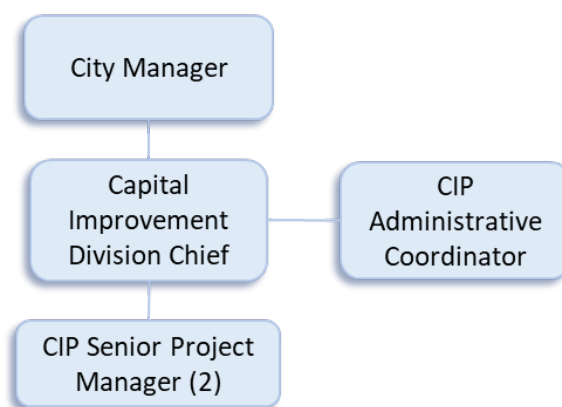 City Manager
Capital
Improvement
Division Chief
CIP
Administrative
Coordinator
CIP Senior Project
Manager (2)